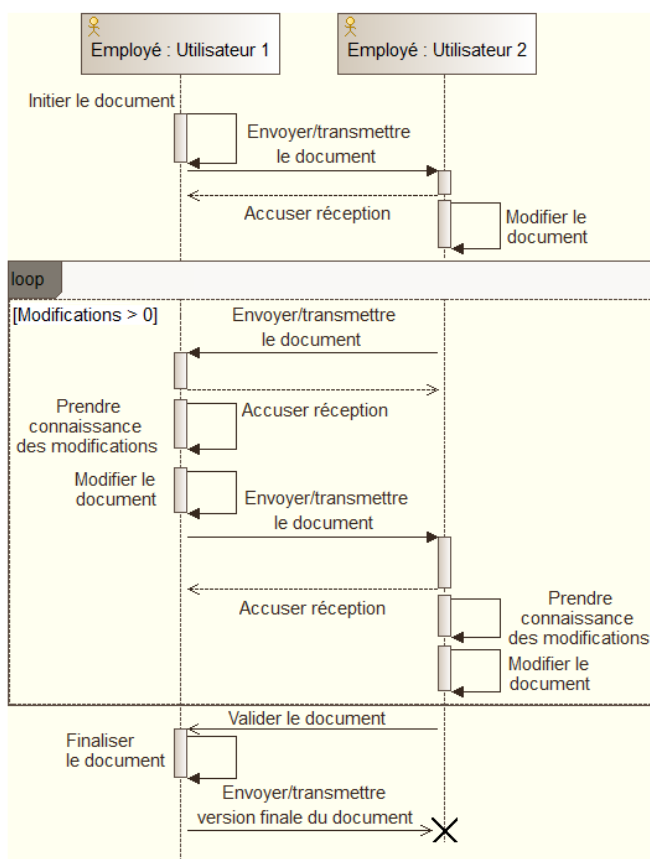 Employé : Utilisateur 1
Employé : Utilisateur 2
Initier le document
Envoyer/transmettre
le document
Accuser réception
Modifier le
document
loop
[Modifications > 0]
Envoyer/transmettre
le document
Accuser réception
Prendre
connaissance
des modifications
Modifier le
document
Envoyer/transmettre
le document
Accuser réception
Prendre
connaissance
des modifications
Modifier le
document
Valider le document
Finaliser
le document
Envoyer/transmettre
version finale du document